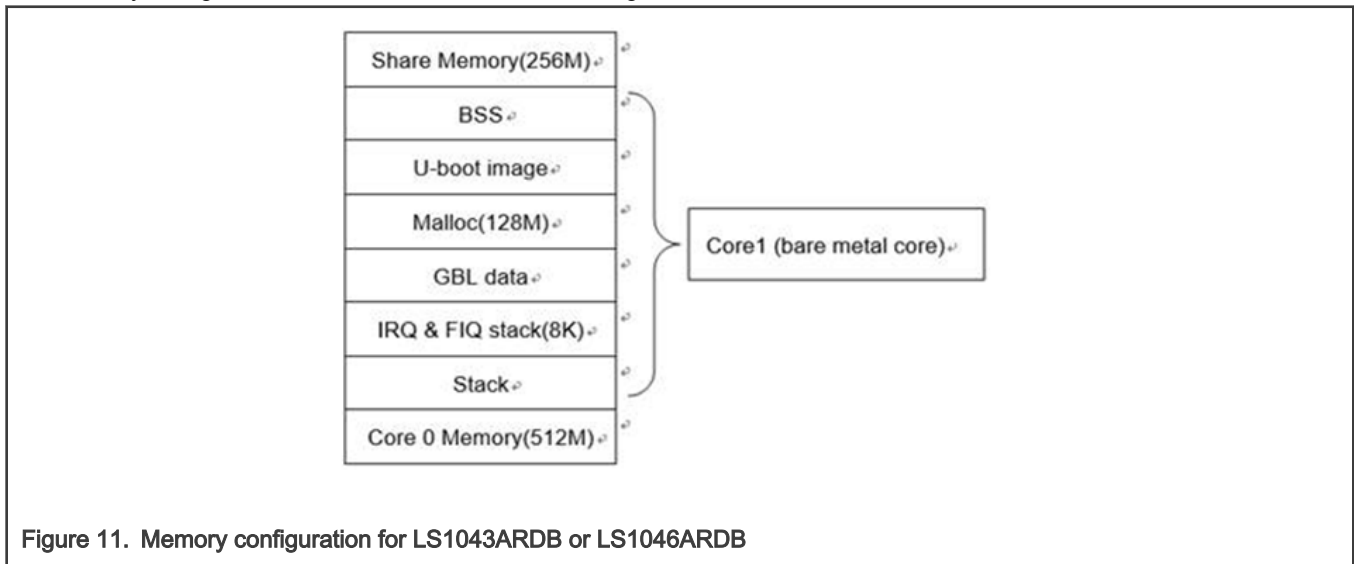 Share Memory(256M)
BSS
U-boot image
Malloc(128M)
GBL data
IRQ & FIQ stack(8K)
Stack
Core 0 Memory(512M)
Core1 (bare metal core)
Figure 11. Memory configuration for LS1043ARDB or LS1046ARDB